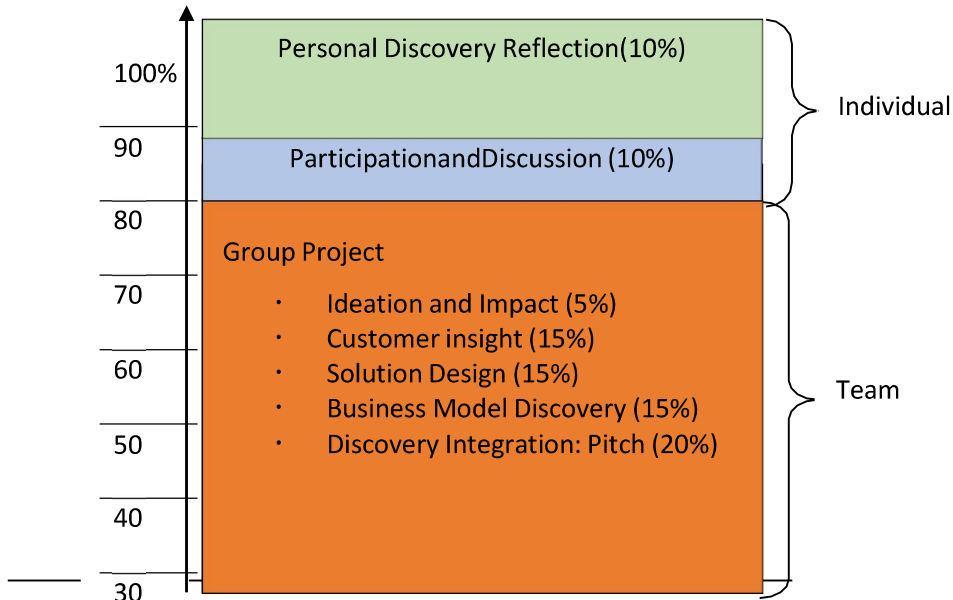 Personal Discovery Reflection(10%)
100%
Individual
90
ParticipationandDiscussion (10%)
80
Group Project
70
· Ideation and Impact (5%)
· Customer insight (15%)
60
· Solution Design (15%)
Team
· Business Model Discovery (15%)
50
· Discovery Integration: Pitch (20%)
40
30